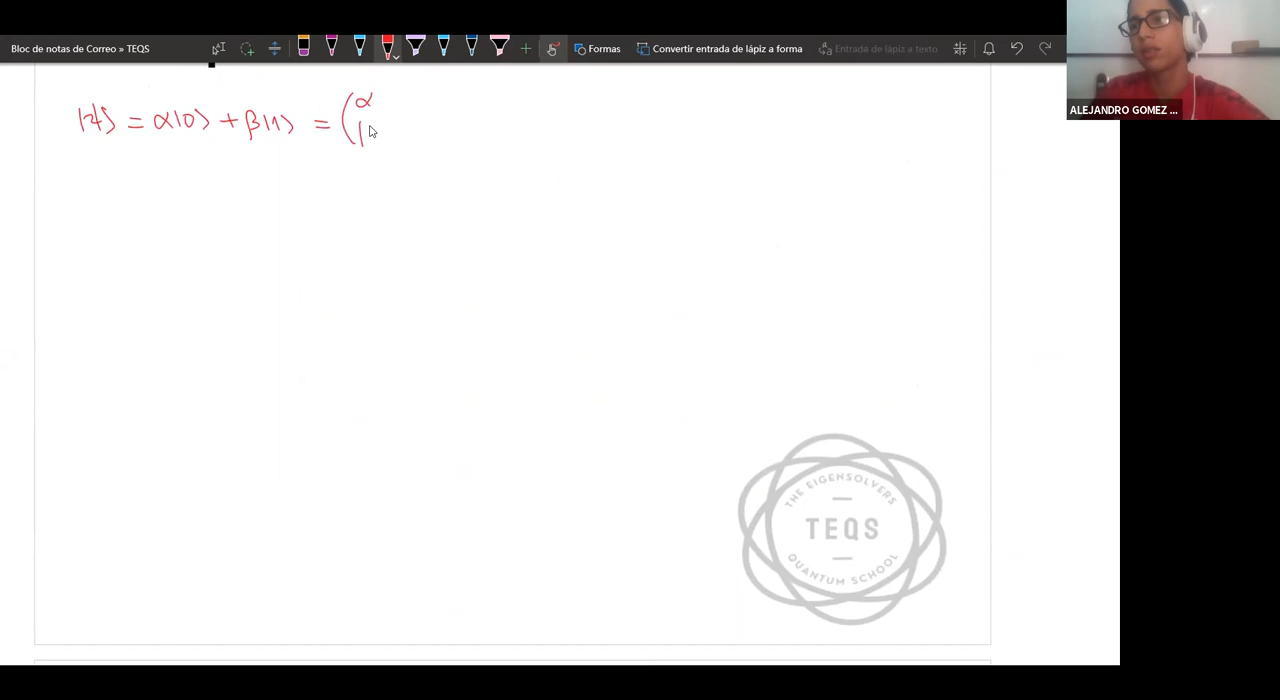 Bloc de notas de Correo » TEQS
Formas
Convertir entrada de lápiz a forma
Entrada de lápiz a texto
ALEJANDRO GOMEZ ...
|ψ⟩ = α|0⟩ + β|1⟩ = (α
THE EIGENSOLVERS
TEQS
QUANTUM SCHOOL